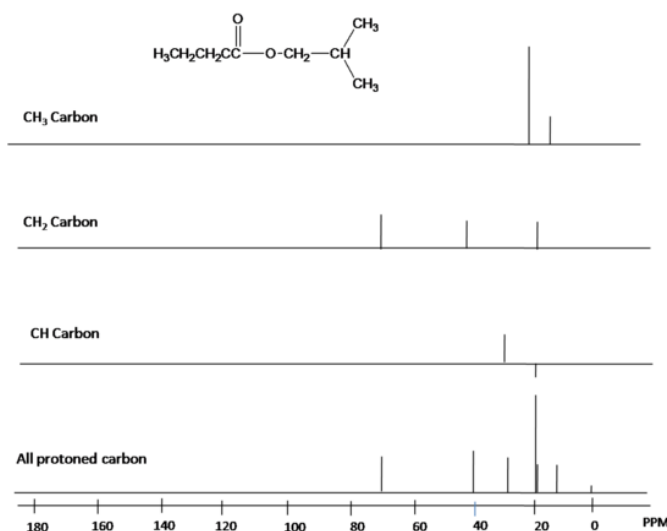 O
CH₃
H₃CH₂CH₂C—C—O-CH₂—CH
CH₃
CH₃ Carbon
CH₂ Carbon
CH Carbon
All protoned carbon
180 160 140 120 100 80 60 40 20 0 PPM